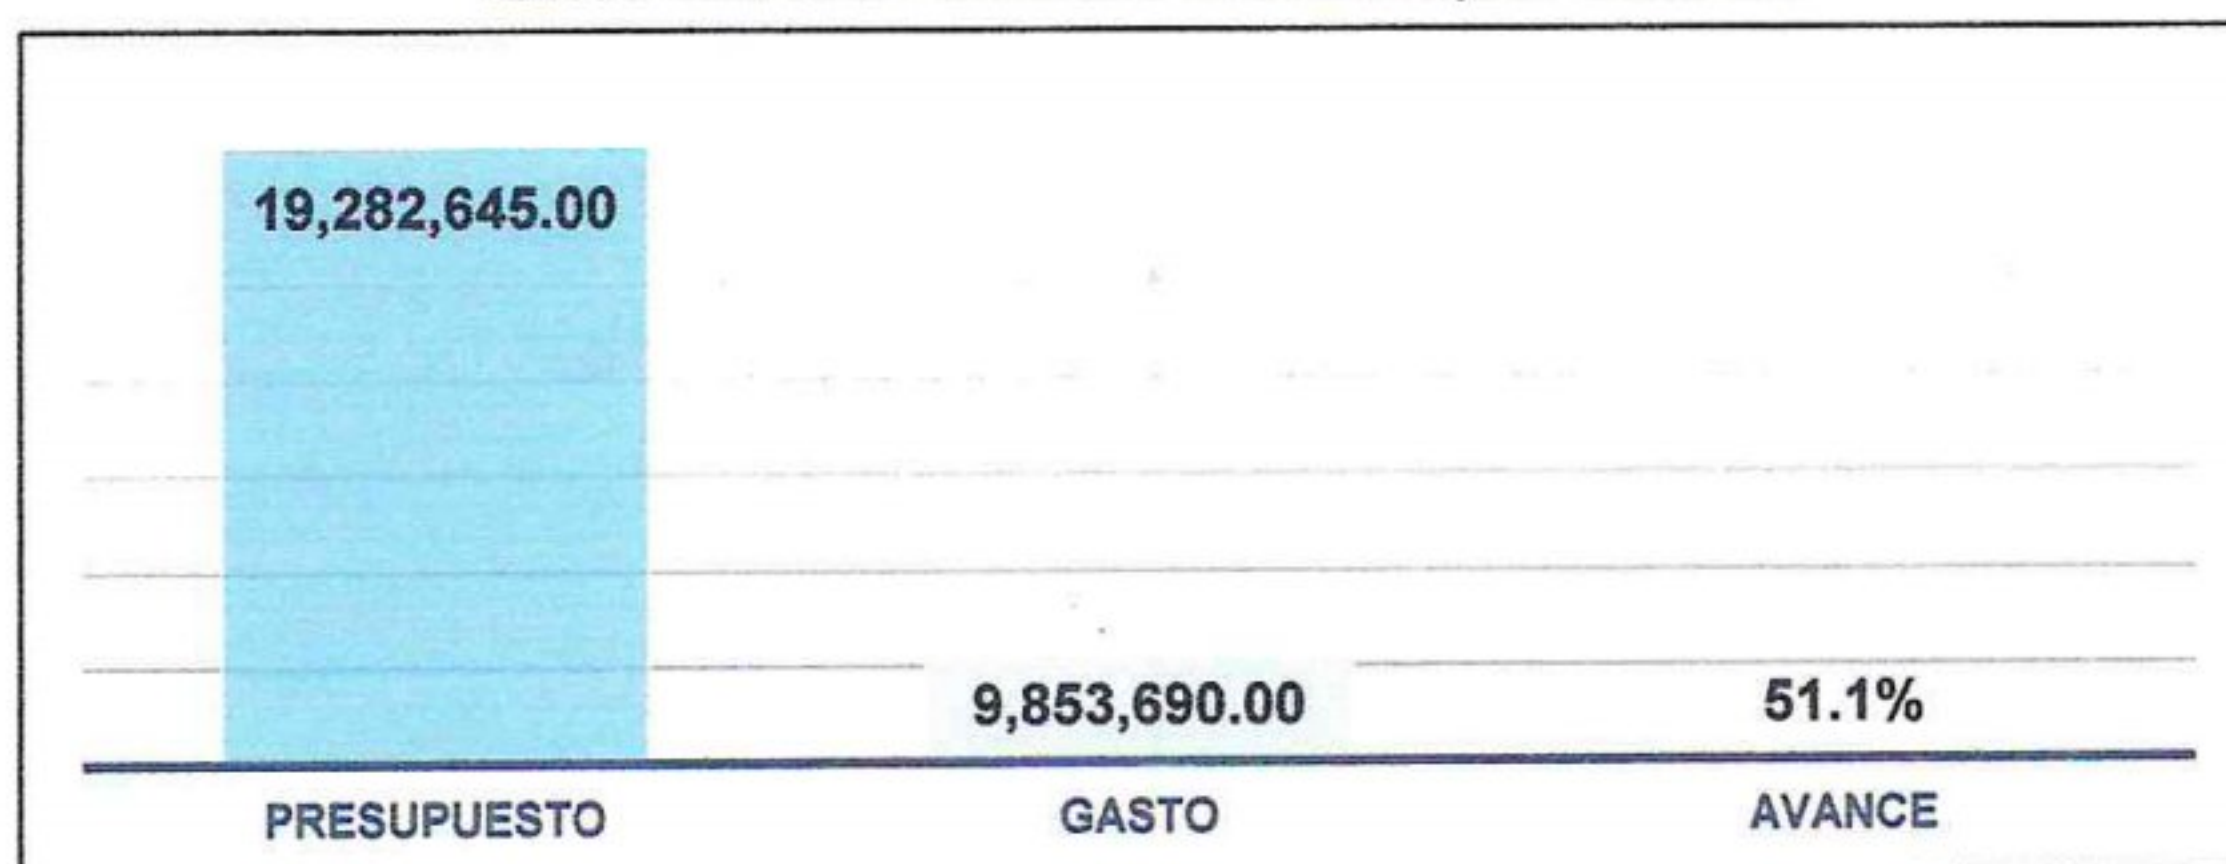 19,282,645.00
9,853,690.00
51.1%
PRESUPUESTO
GASTO
AVANCE